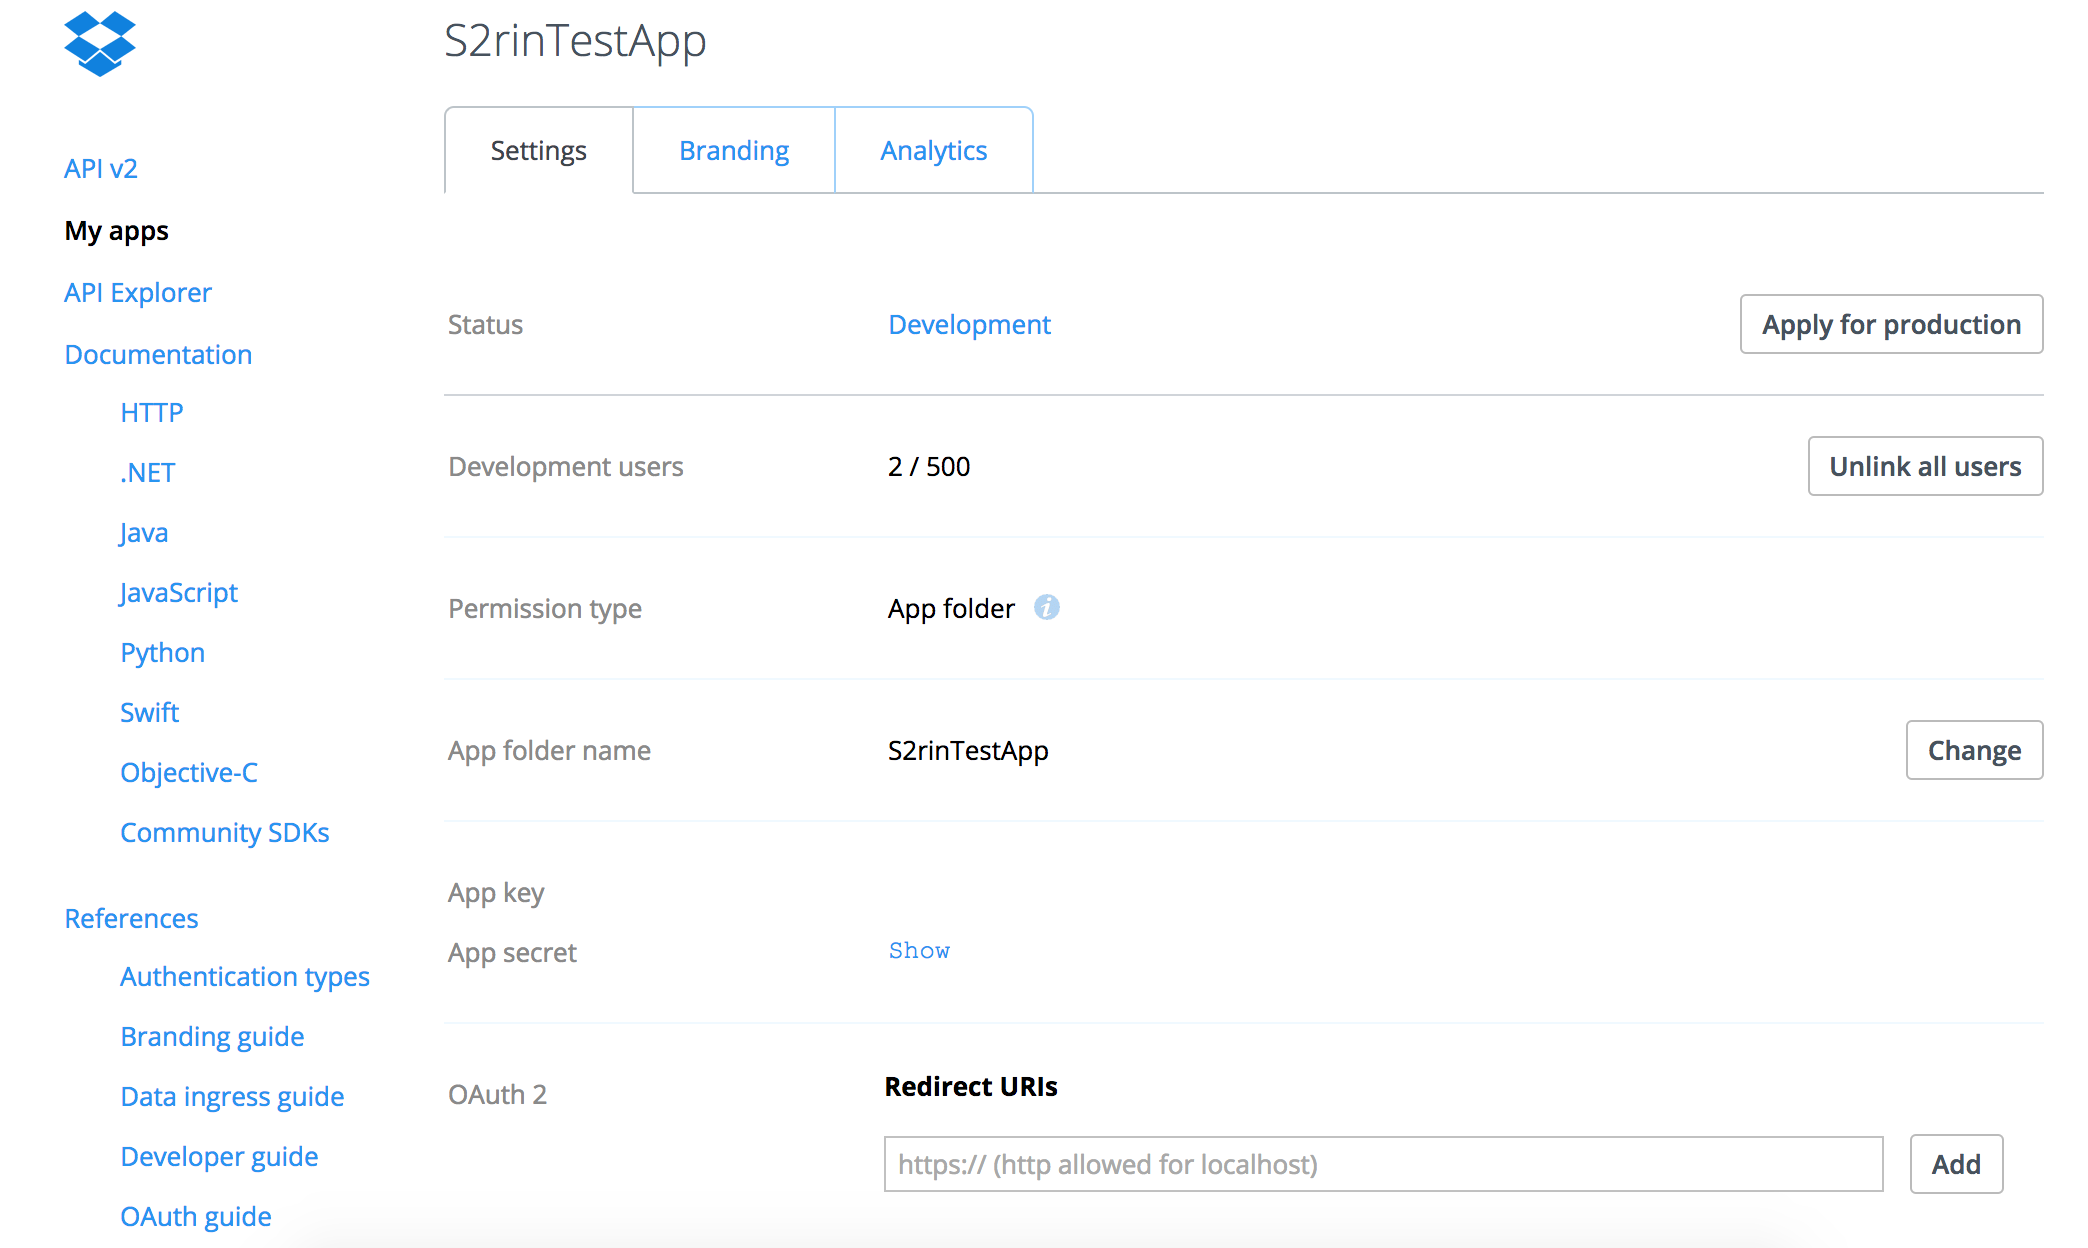 S2rinTestApp
Settings
Branding
Analytics
API v2
My apps
API Explorer
Documentation
HTTP
.NET
Java
JavaScript
Python
Swift
Objective-C
Community SDKs
References
Authentication types
Branding guide
Data ingress guide
Developer guide
OAuth guide
Status Development Apply for production
Development users 2 / 500 Unlink all users
Permission type App folder i
App folder name S2rinTestApp Change
App key
App secret Show
OAuth 2 Redirect URIs
https:// (http allowed for localhost) Add